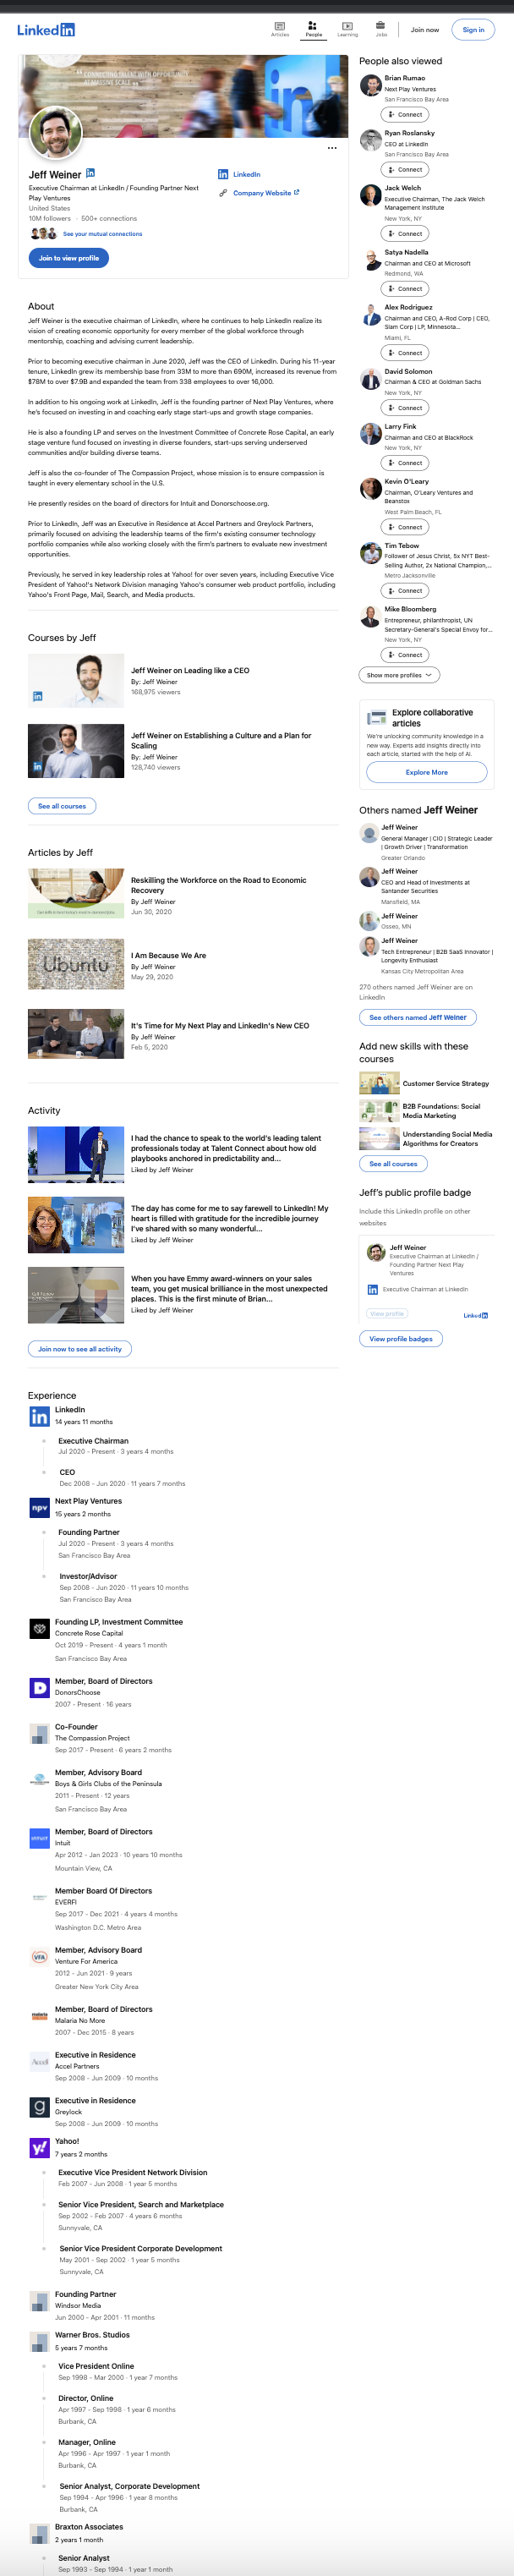 LinkedIn
Articles
People
Learning
Jobs
Join now
Sign in
CONNECTING TALENT WITH OPPORTUNITY
AT MASSIVE SCALE
Jeff Weiner
Executive Chairman at LinkedIn / Founding Partner Next
Play Ventures
United States
10M followers · 500+ connections
See your mutual connections
Join to view profile
LinkedIn
Company Website
About
Jeff Weiner is the executive chairman of LinkedIn, where he continues to help LinkedIn realize its
vision of creating economic opportunity for every member of the global workforce through
mentorship, coaching and advising current leadership.
Prior to becoming executive chairman in June 2020, Jeff was the CEO of LinkedIn. During his 11-year
tenure, LinkedIn grew its membership base from 33M to more than 690M, increased its revenue from
$78M to over $7.9B and expanded the team from 338 employees to over 16,000.
In addition to his ongoing work at LinkedIn, Jeff is the founding partner of Next Play Ventures, where
he's focused on investing in and coaching early stage start-ups and growth stage companies.
He is also a founding LP and serves on the Investment Committee of Concrete Rose Capital, an early
stage venture fund focused on investing in diverse founders, start-ups serving underserved
communities and/or building diverse teams.
Jeff is also the co-founder of The Compassion Project, whose mission is to ensure compassion is
taught in every elementary school in the U.S.
He presently resides on the board of directors for Intuit and Donorschoose.org.
Prior to LinkedIn, Jeff was an Executive in Residence at Accel Partners and Greylock Partners,
primarily focused on advising the leadership teams of the firm's existing consumer technology
portfolio companies while also working closely with the firm's partners to evaluate new investment
opportunities.
Previously, he served in key leadership roles at Yahoo! for over seven years, including Executive Vice
President of Yahoo!'s Network Division managing Yahoo's consumer web product portfolio, including
Yahoo's Front Page, Mail, Search, and Media products.
Courses by Jeff
Jeff Weiner on Leading like a CEO
By: Jeff Weiner
168,975 viewers
Jeff Weiner on Establishing a Culture and a Plan for
Scaling
By: Jeff Weiner
128,740 viewers
See all courses
Articles by Jeff
Reskilling the Workforce on the Road to Economic
Recovery
By Jeff Weiner
Jun 30, 2020
Ubuntu
I Am Because We Are
By Jeff Weiner
May 29, 2020
It's Time for My Next Play and LinkedIn's New CEO
By Jeff Weiner
Feb 5, 2020
Activity
I had the chance to speak to the world's leading talent
professionals today at Talent Connect about how old
playbooks anchored in predictability and...
Liked by Jeff Weiner
The day has come for me to say farewell to LinkedIn! My
heart is filled with gratitude for the incredible journey
I've shared with so many wonderful...
Liked by Jeff Weiner
When you have Emmy award-winners on your sales
team, you get musical brilliance in the most unexpected
places. This is the first minute of Brian...
Liked by Jeff Weiner
Join now to see all activity
Experience
LinkedIn
14 years 11 months
Executive Chairman
Jul 2020 - Present · 3 years 4 months
CEO
Dec 2008 - Jun 2020 · 11 years 7 months
npv
Next Play Ventures
15 years 2 months
Founding Partner
Jul 2020 - Present · 3 years 4 months
San Francisco Bay Area
Investor/Advisor
Sep 2008 - Jun 2020 · 11 years 10 months
San Francisco Bay Area
Founding LP, Investment Committee
Concrete Rose Capital
Oct 2019 - Present · 4 years 1 month
San Francisco Bay Area
Member, Board of Directors
DonorsChoose
2007 - Present · 16 years
Co-Founder
The Compassion Project
Sep 2017 - Present · 6 years 2 months
Member, Advisory Board
Boys & Girls Clubs of the Peninsula
2011 - Present · 12 years
San Francisco Bay Area
Member, Board of Directors
Intuit
Apr 2012 - Jan 2023 · 10 years 10 months
Mountain View, CA
Member Board Of Directors
EVERFI
Sep 2017 - Dec 2021 · 4 years 4 months
Washington D.C. Metro Area
VFA
Member, Advisory Board
Venture For America
2012 - Jun 2021 · 9 years
Greater New York City Area
Member, Board of Directors
Malaria No More
2007 - Dec 2015 · 8 years
Accel
Executive in Residence
Accel Partners
Sep 2008 - Jun 2009 · 10 months
g
Executive in Residence
Greylock
Sep 2008 - Jun 2009 · 10 months
y!
Yahoo!
7 years 2 months
Executive Vice President Network Division
Feb 2007 - Jun 2008 · 1 year 5 months
Senior Vice President, Search and Marketplace
Sep 2002 - Feb 2007 · 4 years 6 months
Sunnyvale, CA
Senior Vice President Corporate Development
May 2001 - Sep 2002 · 1 year 5 months
Sunnyvale, CA
Founding Partner
Windsor Media
Jun 2000 - Apr 2001 · 11 months
Warner Bros. Studios
5 years 7 months
Vice President Online
Sep 1998 - Mar 2000 · 1 year 7 months
Director, Online
Apr 1997 - Sep 1998 · 1 year 6 months
Burbank, CA
Manager, Online
Apr 1996 - Apr 1997 · 1 year 1 month
Burbank, CA
Senior Analyst, Corporate Development
Sep 1994 - Apr 1996 · 1 year 8 months
Burbank, CA
Braxton Associates
2 years 1 month
Senior Analyst
Sep 1993 - Sep 1994 · 1 year 1 month
People also viewed
Brian Rumao
Next Play Ventures
San Francisco Bay Area
Connect
Ryan Roslansky
CEO at LinkedIn
San Francisco Bay Area
Connect
Jack Welch
Executive Chairman, The Jack Welch
Management Institute
New York, NY
Connect
Satya Nadella
Chairman and CEO at Microsoft
Redmond, WA
Connect
Alex Rodriguez
Chairman and CEO, A-Rod Corp | CEO,
Slam Corp | LP, Minnesota...
Miami, FL
Connect
David Solomon
Chairman & CEO at Goldman Sachs
New York, NY
Connect
Larry Fink
Chairman and CEO at BlackRock
New York, NY
Connect
Kevin O'Leary
Chairman, O'Leary Ventures and
Beanstox
West Palm Beach, FL
Connect
Tim Tebow
Follower of Jesus Christ, 5x NYT Best-
Selling Author, 2x National Champion,...
Metro Jacksonville
Connect
Mike Bloomberg
Entrepreneur, philanthropist, UN
Secretary-General's Special Envoy for...
New York, NY
Connect
Show more profiles
Explore collaborative
articles
We're unlocking community knowledge in a
new way. Experts add insights directly into
each article, started with the help of AI.
Explore More
Others named Jeff Weiner
Jeff Weiner
General Manager | CIO | Strategic Leader
| Growth Driver | Transformation
Greater Orlando
Jeff Weiner
CEO and Head of Investments at
Santander Securities
Mansfield, MA
Jeff Weiner
Osseo, MN
Jeff Weiner
Tech Entrepreneur | B2B SaaS Innovator |
Longevity Enthusiast
Kansas City Metropolitan Area
270 others named Jeff Weiner are on
LinkedIn
See others named Jeff Weiner
Add new skills with these
courses
Customer Service Strategy
B2B Foundations: Social
Media Marketing
Understanding Social Media
Algorithms for Creators
See all courses
Jeff's public profile badge
Include this LinkedIn profile on other
websites
Jeff Weiner
Executive Chairman at LinkedIn /
Founding Partner Next Play
Ventures
Executive Chairman at LinkedIn
View profile
LinkedIn
View profile badges